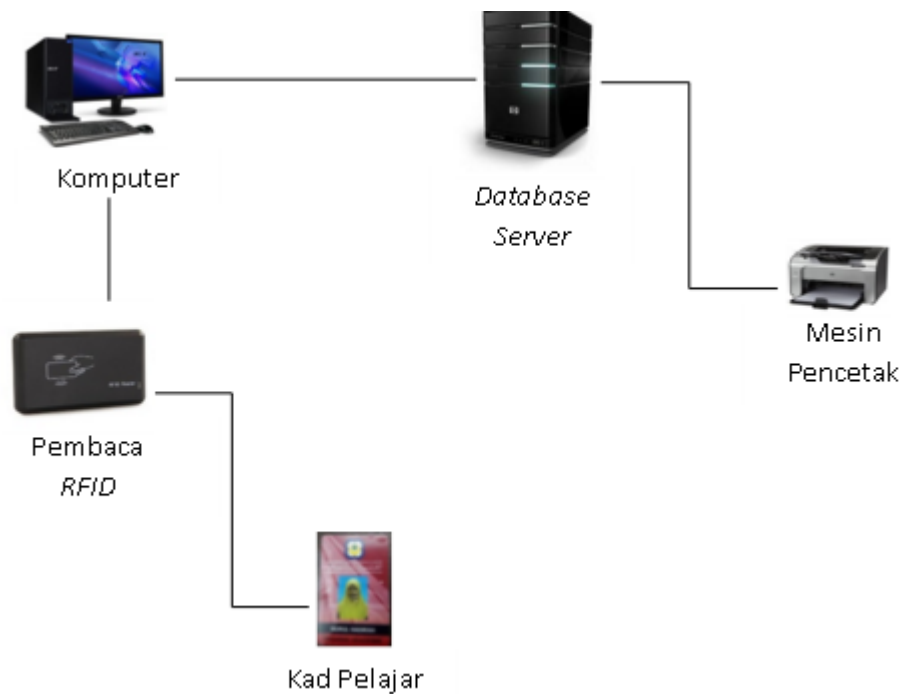 Komputer
Database
Server
Mesin
Pencetak
Pembaca
RFID
Kad Pelajar